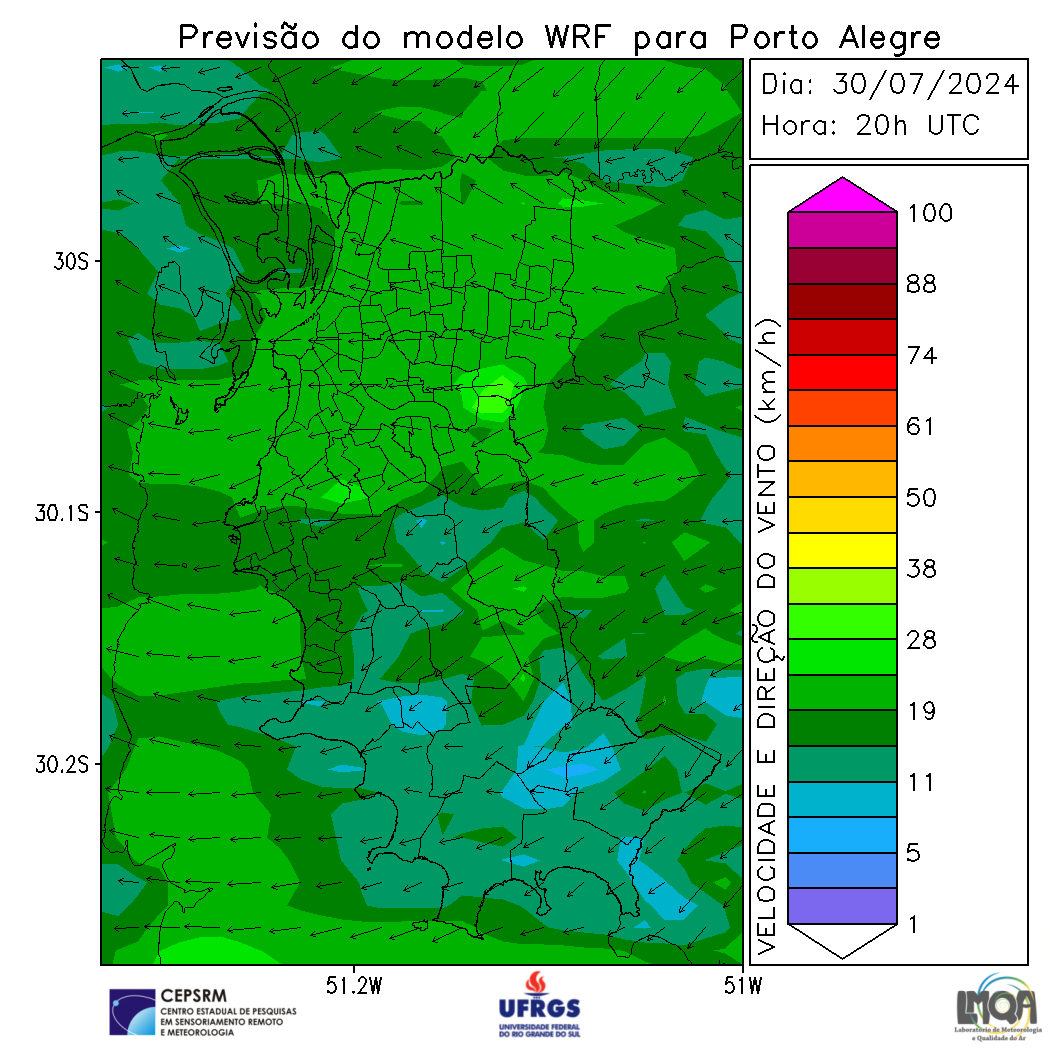 Previsão do modelo WRF para Porto Alegre
Dia: 30/07/2024
Hora: 20h UTC
30S
30.1S
30.2S
51.2W
51W
VELOCIDADE E DIREÇÃO DO VENTO (km/h)
100
88
74
61
50
38
28
19
11
5
1
CEPSRM
CENTRO ESTADUAL DE PESQUISAS
EM SENSORIAMENTO REMOTO
E METEOROLOGIA
UFRGS
UNIVERSIDADE FEDERAL
DO RIO GRANDE DO SUL
LMQA
Laboratório de Meteorologia
e Qualidade do Ar